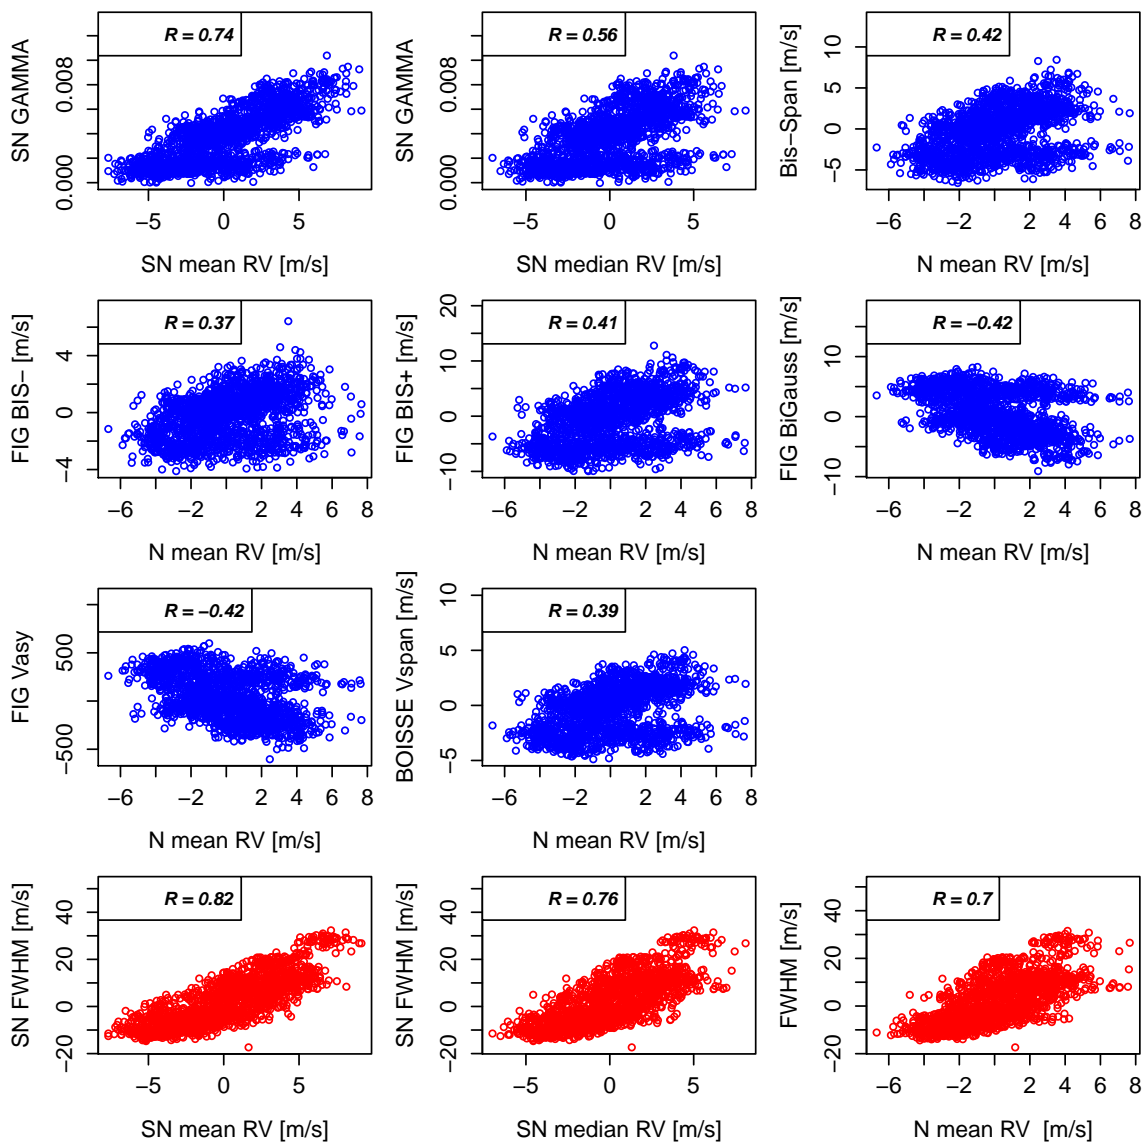 R = 0.74
SN GAMMA
0.000 0.008
−5 0 5
SN mean RV [m/s]
R = 0.56
SN GAMMA
0.000 0.008
−5 0 5
SN median RV [m/s]
R = 0.42
Bis−Span [m/s]
−5 0 5 10
−6 −2 0 2 4 6 8
N mean RV [m/s]
R = 0.37
FIG BIS− [m/s]
−4 0 4
−6 −2 2 4 6 8
N mean RV [m/s]
R = 0.41
FIG BIS+ [m/s]
−10 0 5 10 20
−6 −2 2 4 6 8
N mean RV [m/s]
R = −0.42
FIG BiGauss [m/s]
−10 0 10
−6 −2 2 4 6 8
N mean RV [m/s]
R = −0.42
FIG Vasy
−500 500
−6 −2 2 4 6 8
N mean RV [m/s]
R = 0.39
BOISSE Vspan [m/s]
−5 0 5 10
−6 −2 2 4 6 8
N mean RV [m/s]
R = 0.82
SN FWHM [m/s]
−20 0 20 40
−5 0 5
SN mean RV [m/s]
R = 0.76
SN FWHM [m/s]
−20 0 20 40
−5 0 5
SN median RV [m/s]
R = 0.7
FWHM [m/s]
−20 0 20 40
−6 −2 0 2 4 6 8
N mean RV [m/s]